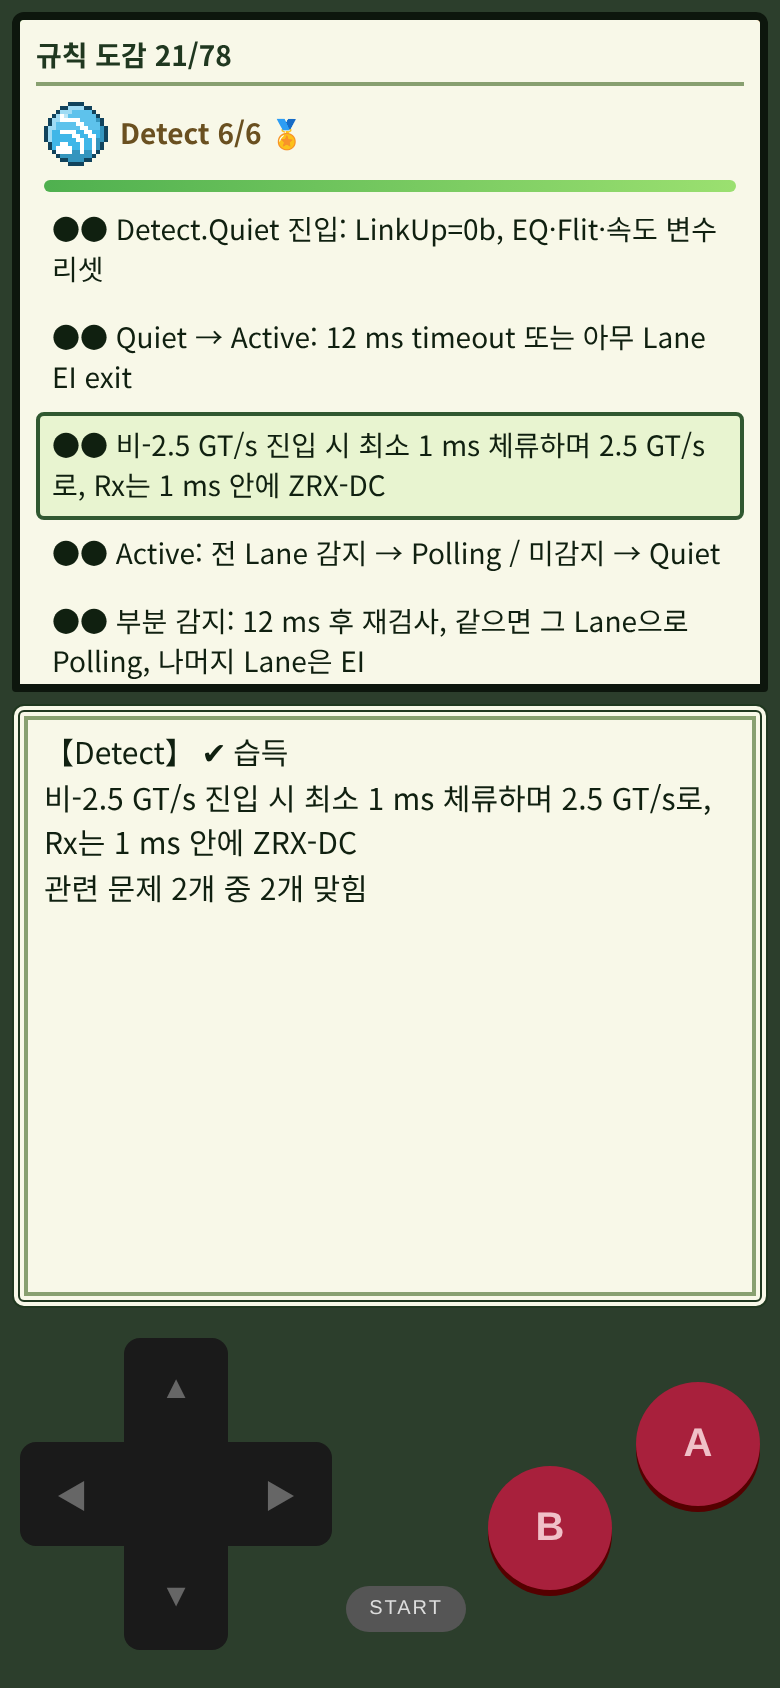 규칙 도감 21/78
Detect 6/6 🏅
●● Detect.Quiet 진입: LinkUp=0b, EQ·Flit·속도 변수
리셋
●● Quiet → Active: 12 ms timeout 또는 아무 Lane
EI exit
●● 비-2.5 GT/s 진입 시 최소 1 ms 체류하며 2.5 GT/s
로, Rx는 1 ms 안에 ZRX-DC
●● Active: 전 Lane 감지 → Polling / 미감지 → Quiet
●● 부분 감지: 12 ms 후 재검사, 같으면 그 Lane으로
Polling, 나머지 Lane은 EI
【Detect】 ✔ 습득
비-2.5 GT/s 진입 시 최소 1 ms 체류하며 2.5 GT/s로,
Rx는 1 ms 안에 ZRX-DC
관련 문제 2개 중 2개 맞힘
▲
A
◀ ▶
B
▼
START